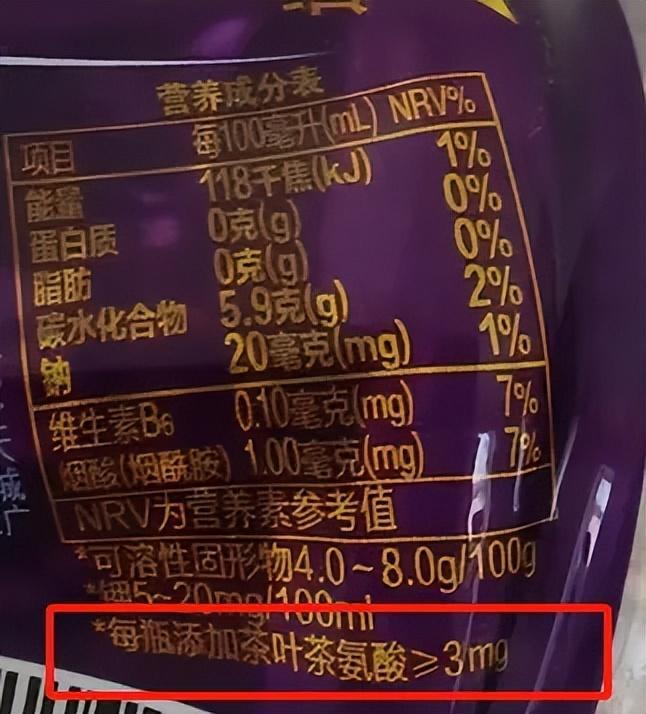 营养成分表
项目 每100毫升(mL) NRV%
能量 118千焦(kJ) 1%
蛋白质 0克(g) 0%
脂肪 0克(g) 0%
碳水化合物 5.9克(g) 2%
钠 20毫克(mg) 1%
维生素B6 0.10毫克(mg) 7%
烟酸(烟酰胺) 1.00毫克(mg) 7%
NRV为营养素参考值
*可溶性固形物4.0~8.0g/100g
5~20mg/100ml
*每瓶添加茶叶茶氨酸≥3mg